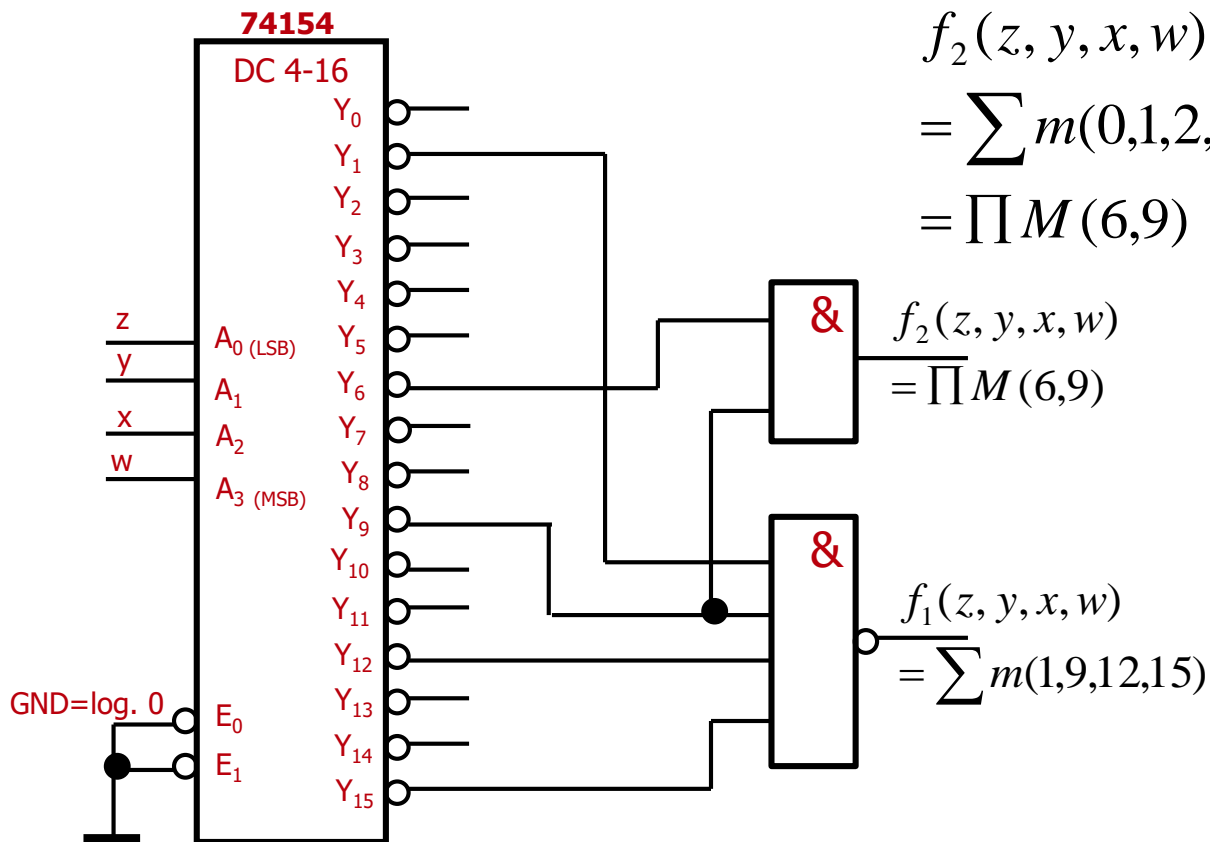 74154
DC 4-16
Y₀
Y₁
Y₂
Y₃
Y₄
Y₅
Y₆
Y₇
Y₈
Y₉
Y₁₀
Y₁₁
Y₁₂
Y₁₃
Y₁₄
Y₁₅
z
y
x
w
A₀ (LSB)
A₁
A₂
A₃ (MSB)
GND=log. 0
E₀
E₁
&
&
f₂(z, y, x, w)
= ∑ m(0,1,2,
= ∏ M (6,9)
f₂(z, y, x, w)
= ∏ M (6,9)
f₁(z, y, x, w)
= ∑ m(1,9,12,15)